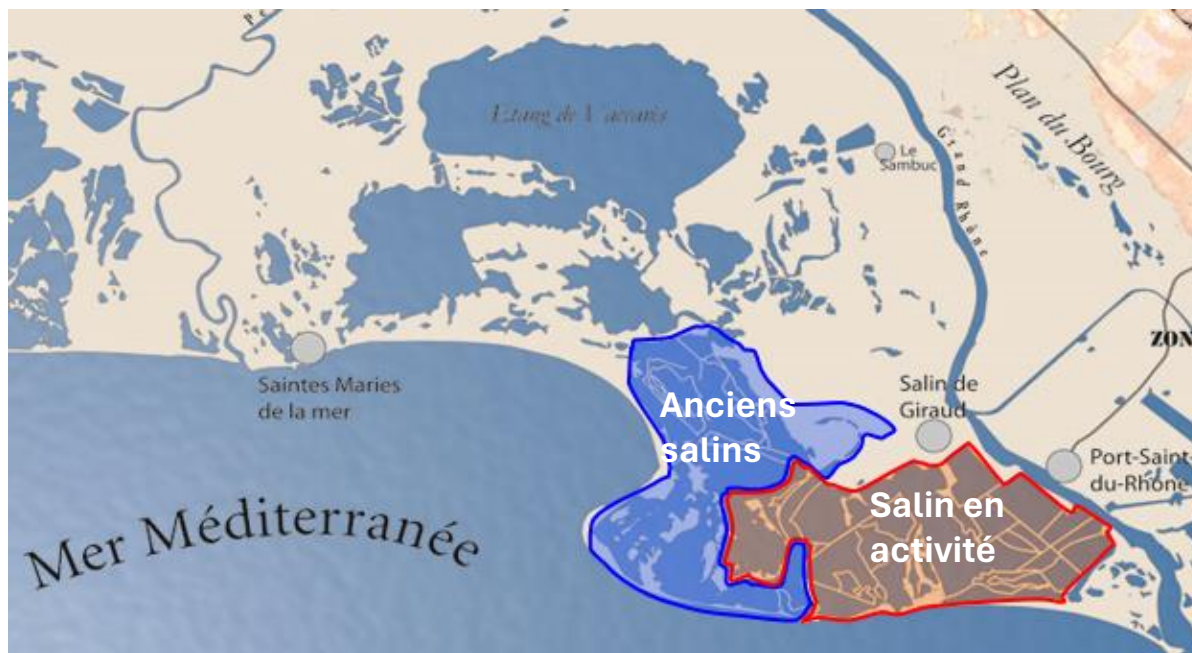 Etang de Vaccarès
Plan du Bourg
Le
Sambuc
Grand Rhône
ZON
Saintes Maries
de la mer
Anciens
salins
Salin de
Giraud
Port-Saint-
du-Rhône
Salin en
activité
Mer Méditerranée